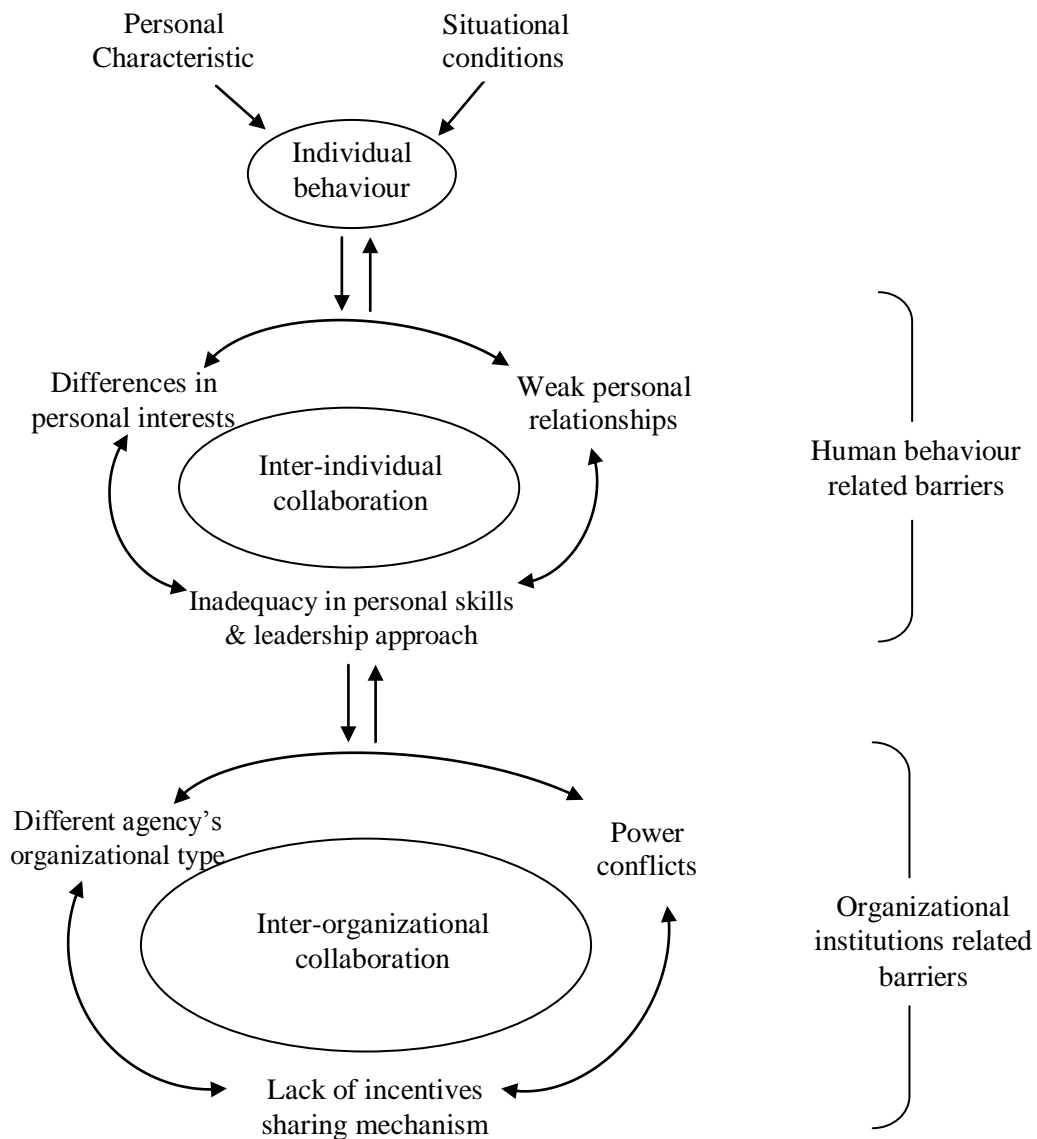 Personal
Characteristic
Situational
conditions
Individual
behaviour
Differences in
personal interests
Weak personal
relationships
Inter-individual
collaboration
Inadequacy in personal skills
& leadership approach
Human behaviour
related barriers
Different agency’s
organizational type
Power
conflicts
Inter-organizational
collaboration
Lack of incentives
sharing mechanism
Organizational
institutions related
barriers